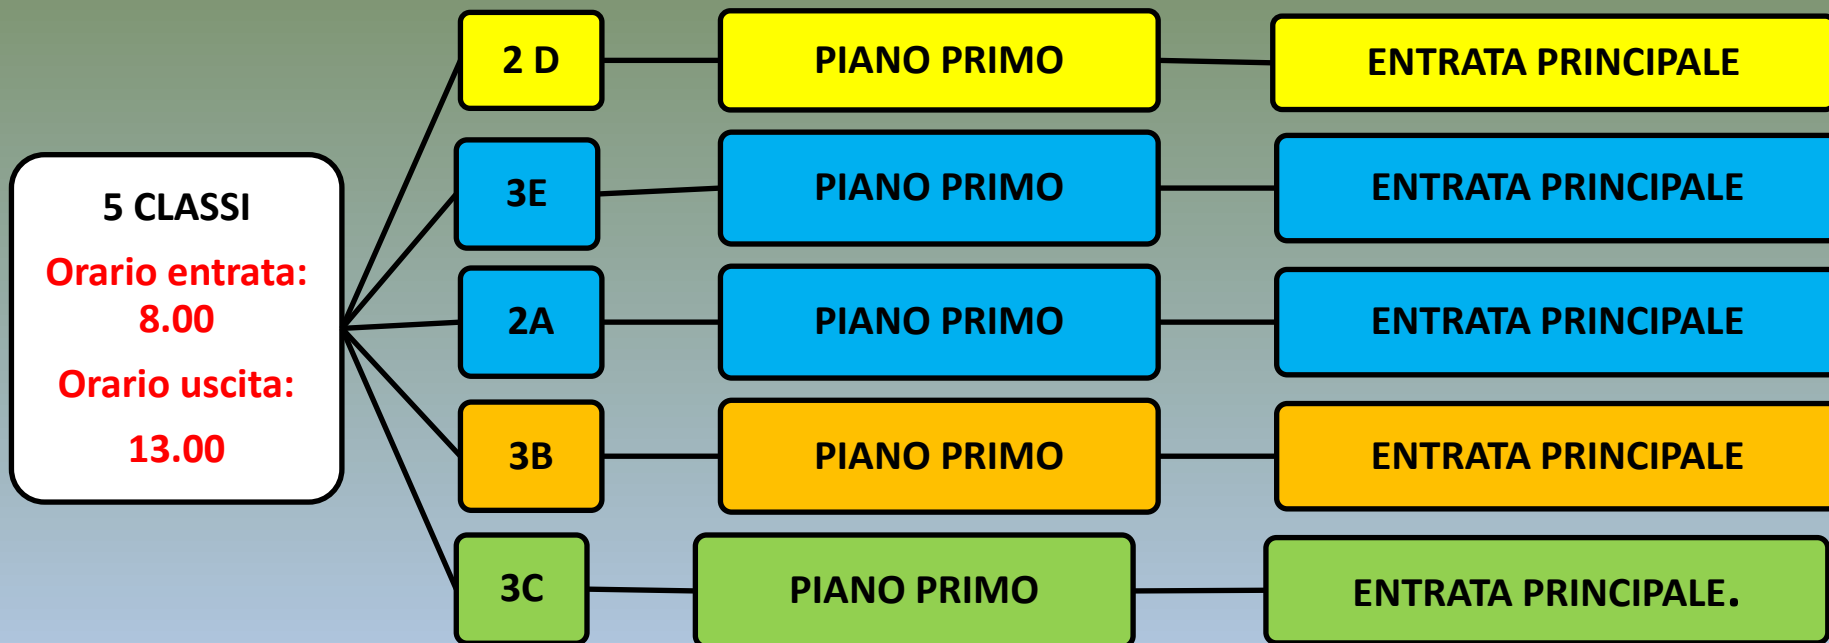 5 CLASSI
Orario entrata:
8.00
Orario uscita:
13.00
2 D PIANO PRIMO ENTRATA PRINCIPALE
3E PIANO PRIMO ENTRATA PRINCIPALE
2A PIANO PRIMO ENTRATA PRINCIPALE
3B PIANO PRIMO ENTRATA PRINCIPALE
3C PIANO PRIMO ENTRATA PRINCIPALE.